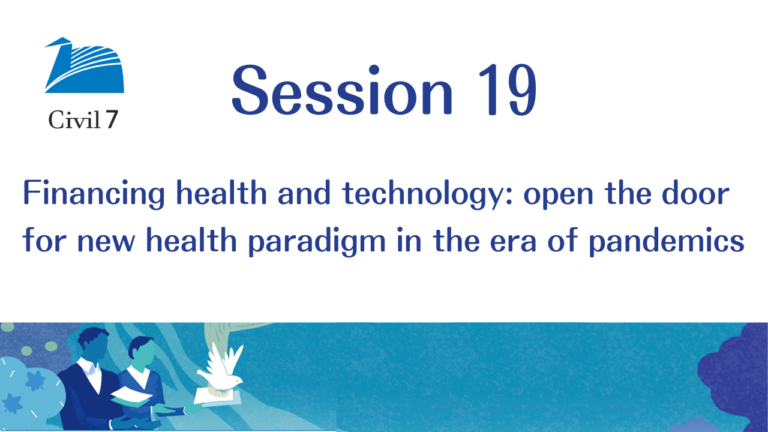 Civil 7
Session 19
Financing health and technology: open the door
for new health paradigm in the era of pandemics